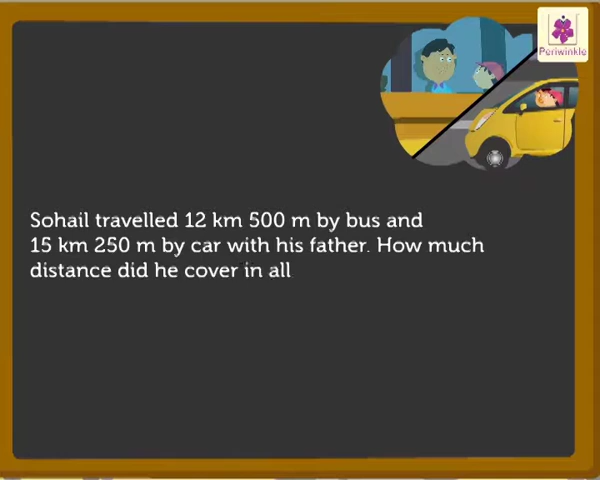 Periwinkle
Sohail travelled 12 km 500 m by bus and
15 km 250 m by car with his father. How much
distance did he cover in all